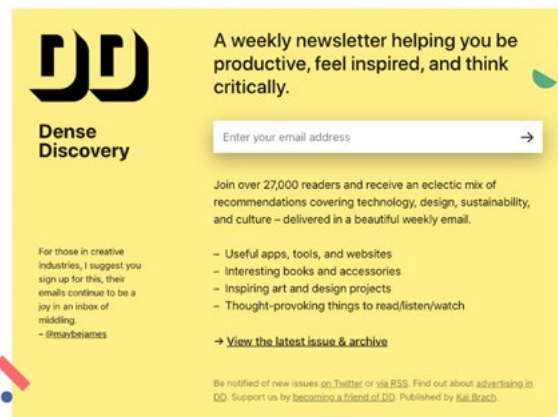 DD
Dense
Discovery
For those in creative
industries, I suggest you
sign up for this, their
emails continue to be a
joy in an inbox of
middling.
– @maybejames
A weekly newsletter helping you be
productive, feel inspired, and think
critically.
Enter your email address →
Join over 27,000 readers and receive an eclectic mix of
recommendations covering technology, design, sustainability,
and culture – delivered in a beautiful weekly email.
– Useful apps, tools, and websites
– Interesting books and accessories
– Inspiring art and design projects
– Thought-provoking things to read/listen/watch
→ View the latest issue & archive
Be notified of new issues on Twitter or via RSS. Find out about advertising in
DD. Support us by becoming a friend of DD. Published by Kai Brach.